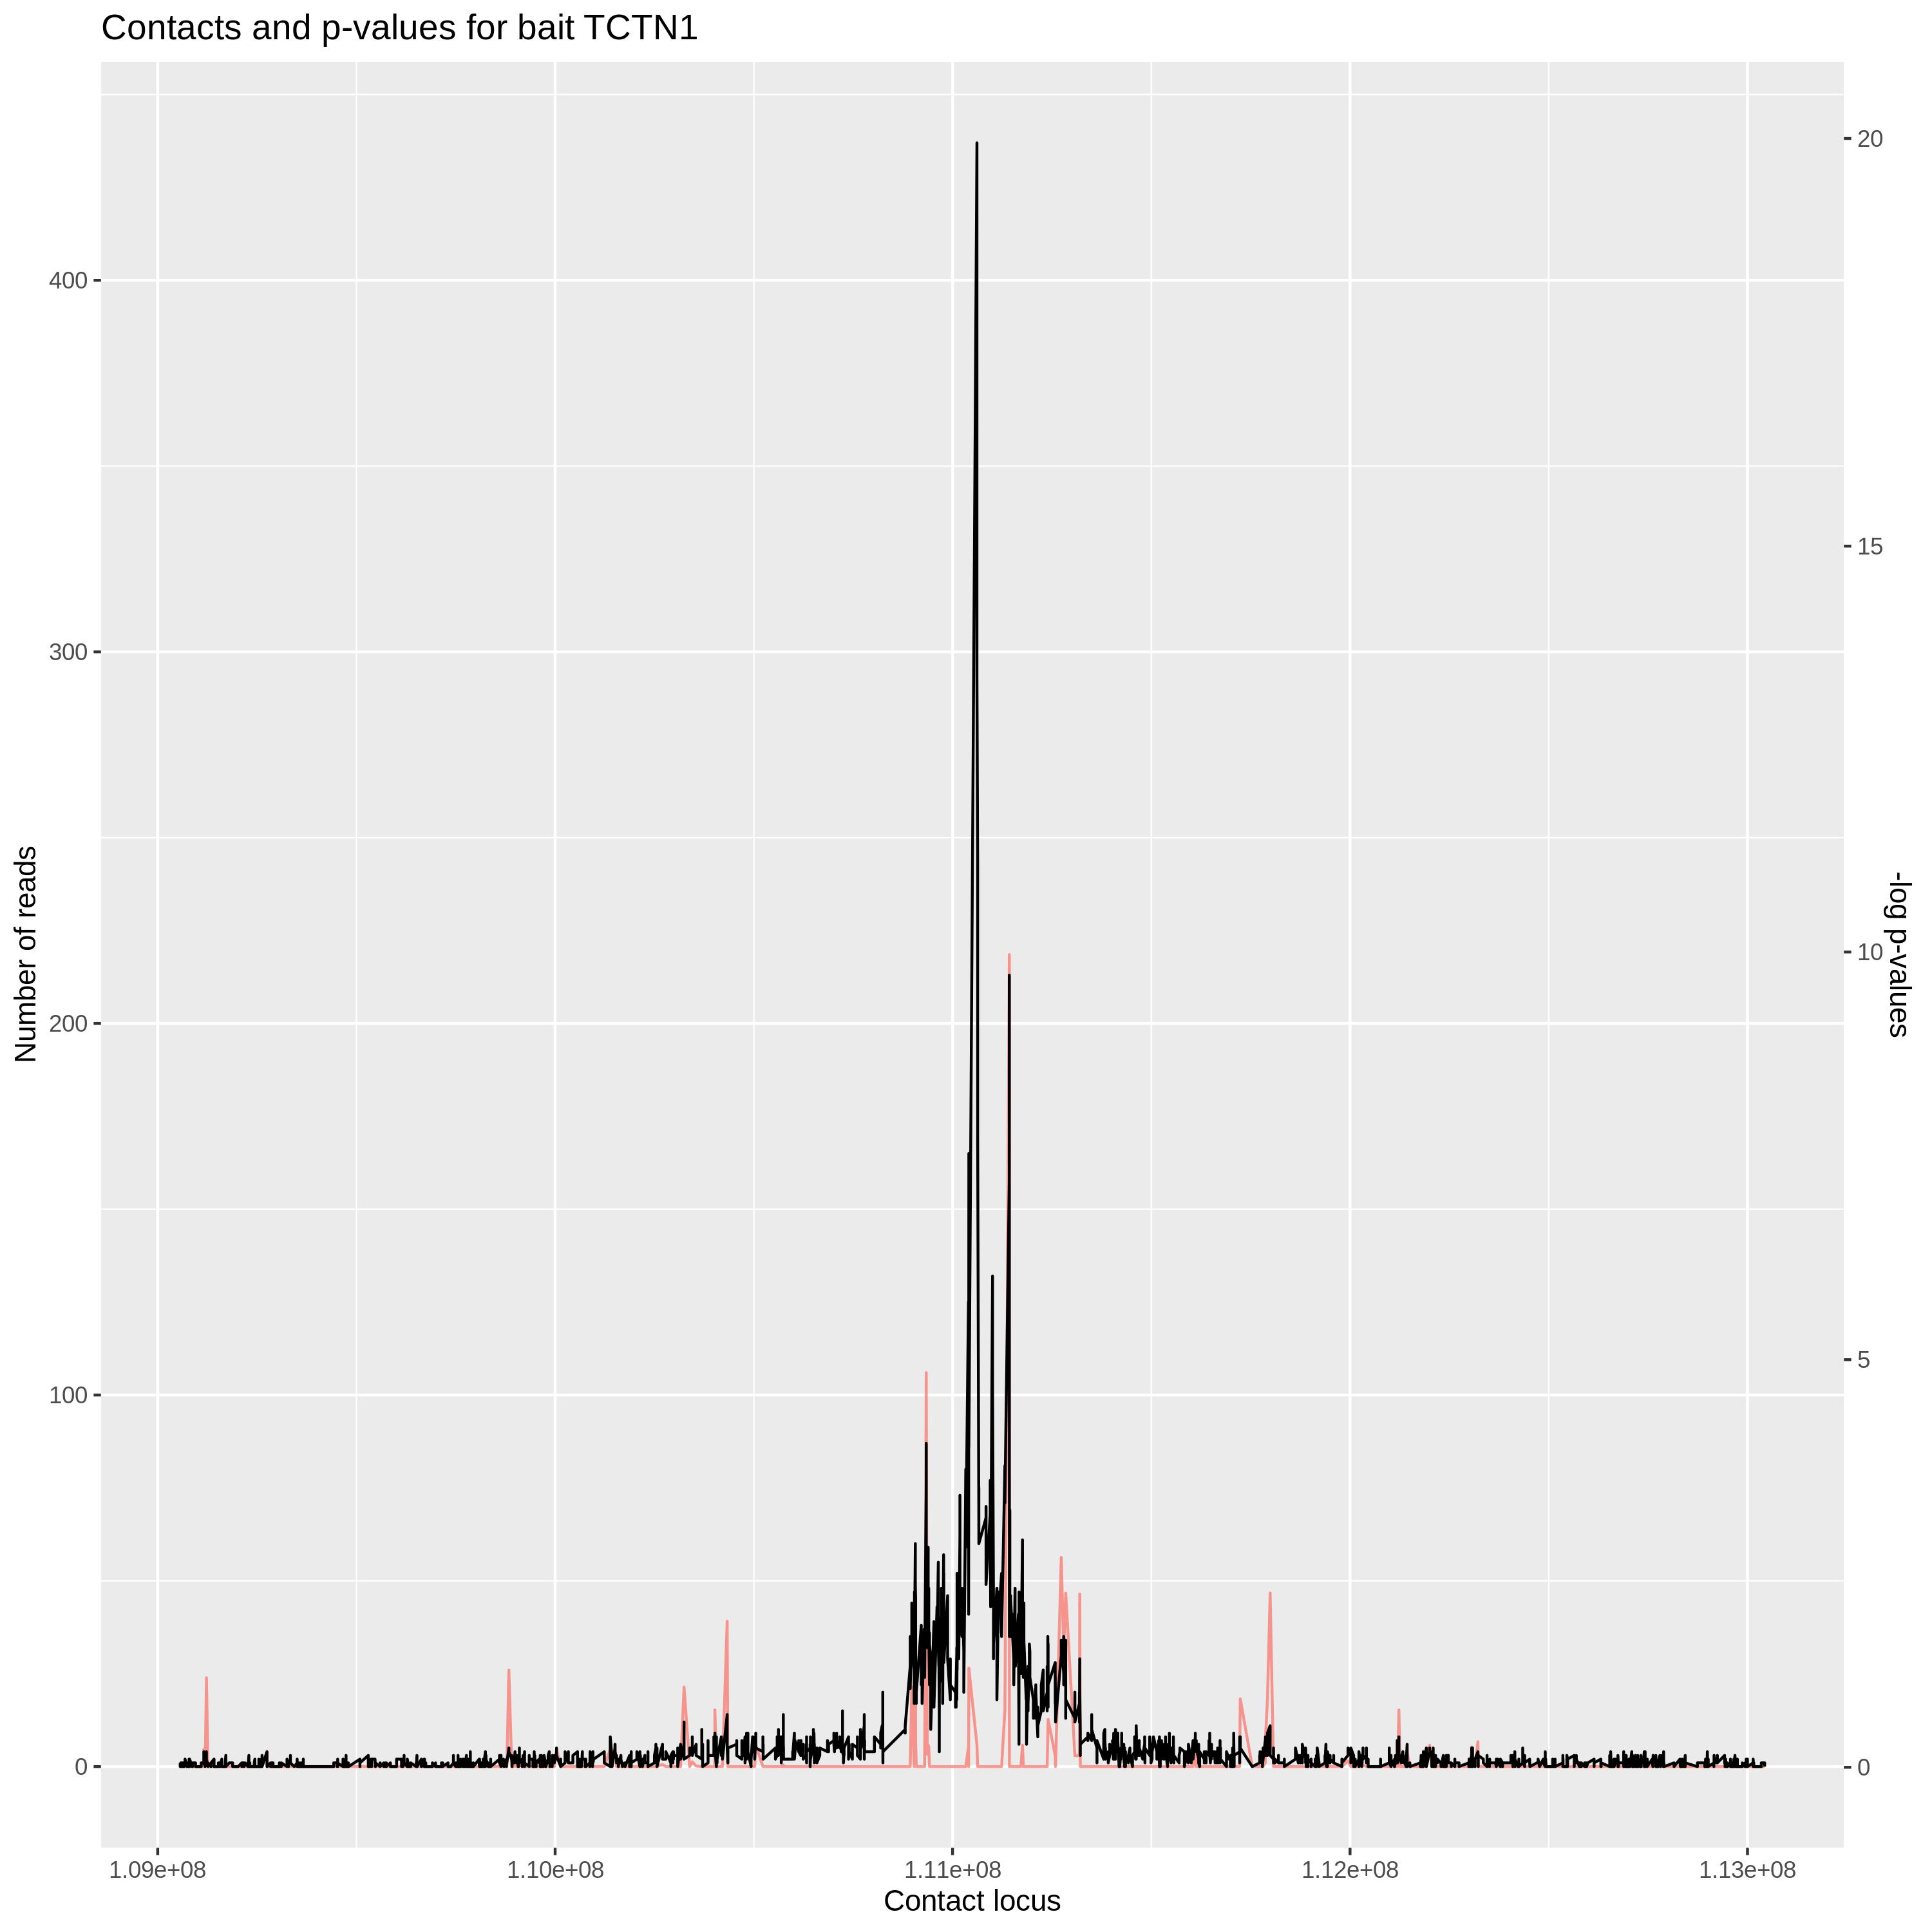 Contacts and p-values for bait TCTN1
Number of reads
400
300
200
100
0
20
15
10
5
0
-log p-values
1.09e+08
1.10e+08
1.11e+08
1.12e+08
1.13e+08
Contact locus